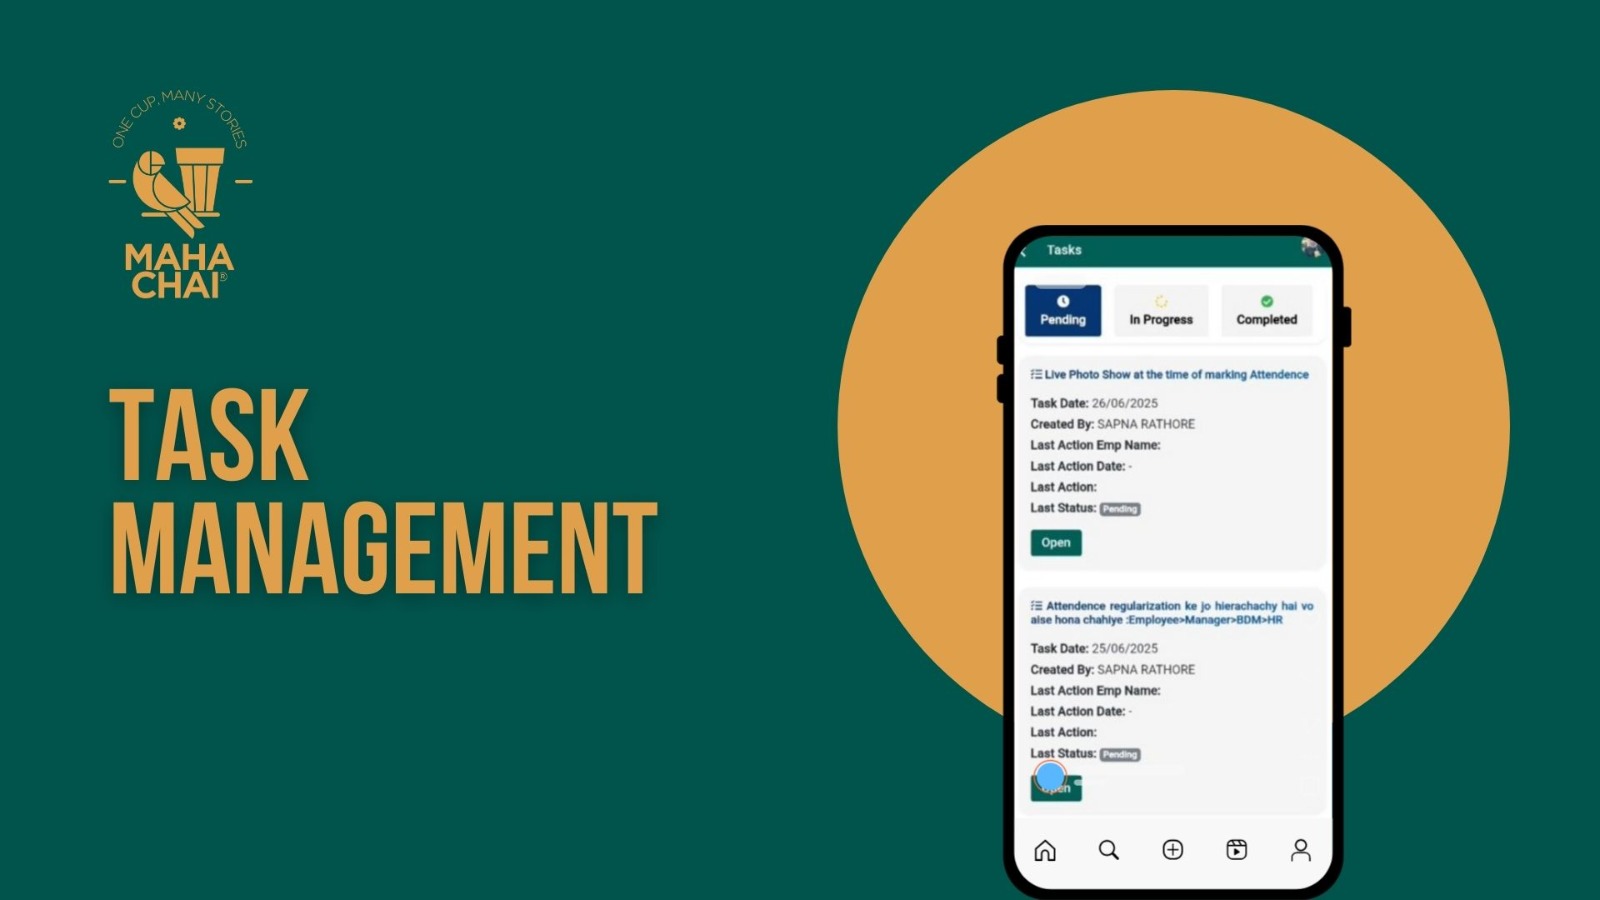 ONE CUP, MANY STORIES
MAHA
CHAI®
TASK
MANAGEMENT
Tasks
Pending
In Progress
Completed
Live Photo Show at the time of marking Attendence
Task Date: 26/06/2025
Created By: SAPNA RATHORE
Last Action Emp Name:
Last Action Date: -
Last Action:
Last Status: Pending
Open
Attendence regularization ke jo hierachachy hai vo
aise hona chahiye :Employee>Manager>BDM>HR
Task Date: 25/06/2025
Created By: SAPNA RATHORE
Last Action Emp Name:
Last Action Date: -
Last Action:
Last Status: Pending
Open